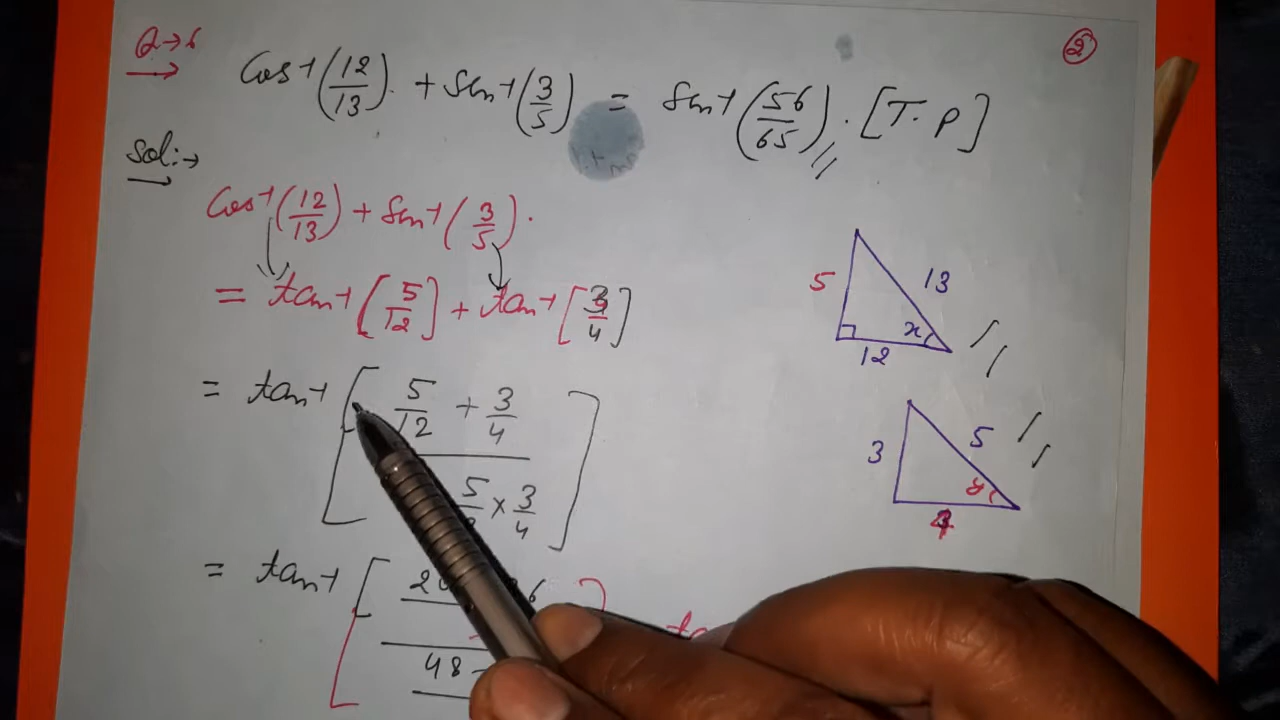 Q→6
②
Cos⁻¹(12/13) + Sin⁻¹(3/5) = Sin⁻¹(56/65). [T.P]
Sol:→
Cos⁻¹(12/13) + Sin⁻¹(3/5).
= tan⁻¹[5/12] + tan⁻¹[3/4]
5 13
x
12
= tan⁻¹[ 5/12 + 3/4
5 × 3/4 ]
3 5
y
4
= tan⁻¹[ 6
48 -